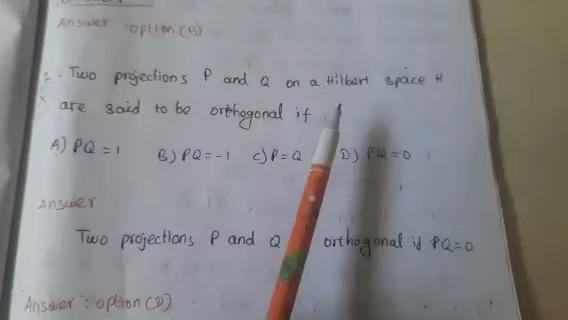 Answer option (B)
2. Two projections P and Q on a Hilbert space H
are said to be orthogonal if
A) PQ = 1 B) PQ = -1 C) P = Q D) PQ = 0
Answer
Two projections P and Q orthogonal if PQ = 0
Answer : option (D)